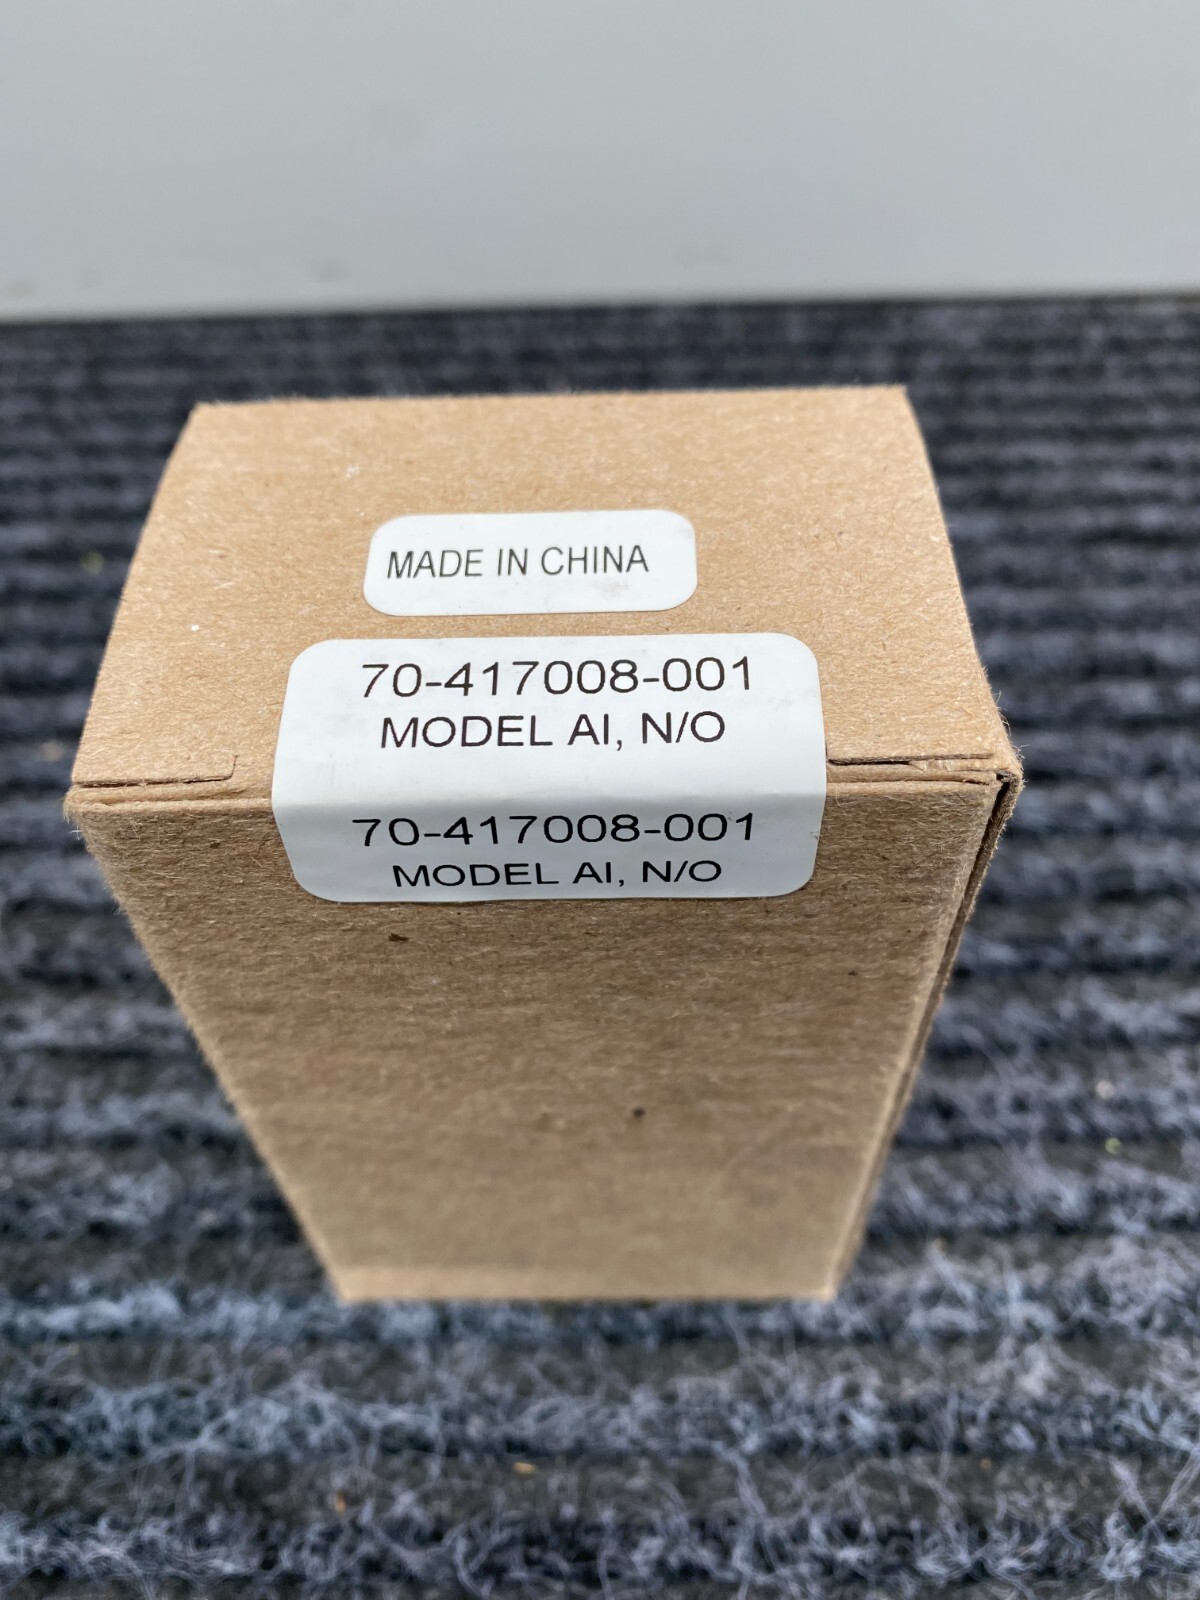 MADE IN CHINA
70-417008-001
MODEL AI, N/O
70-417008-001
MODEL AI, N/O